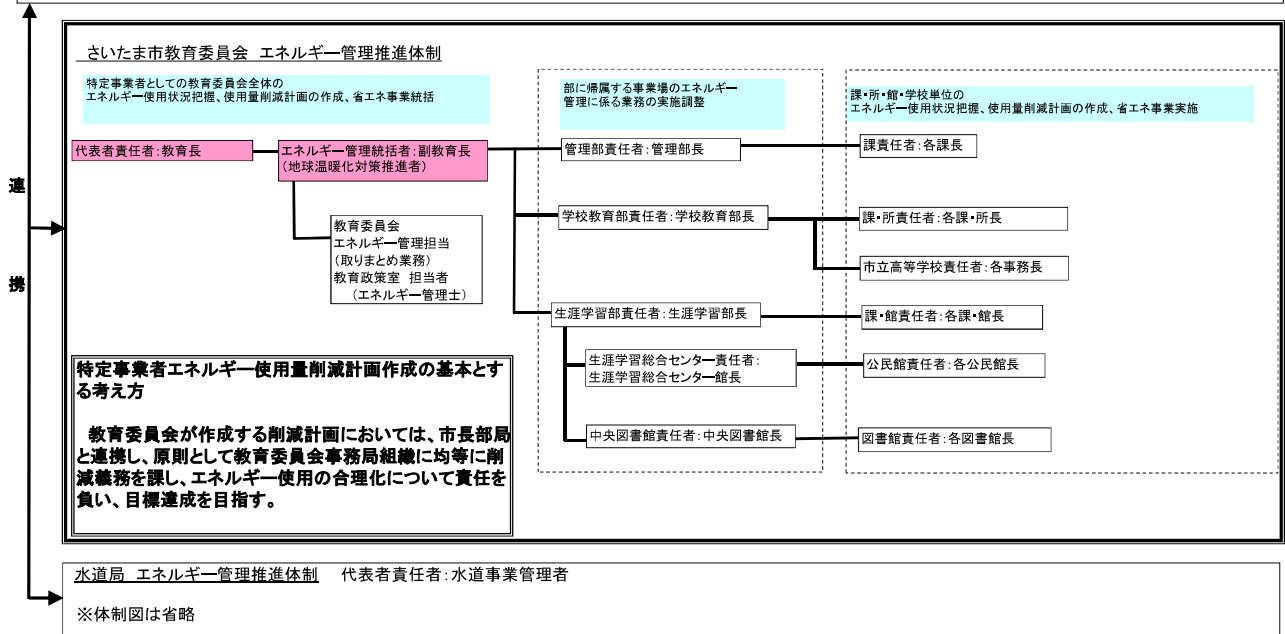 さいたま市教育委員会 エネルギー管理推進体制
特定事業者としての教育委員会全体の
エネルギー使用状況把握、使用量削減計画の作成、省エネ事業統括
部に帰属する事業場のエネルギー
管理に係る業務の実施調整
課・所・館・学校単位の
エネルギー使用状況把握、使用量削減計画の作成、省エネ事業実施
代表者責任者:教育長
エネルギー管理統括者:副教育長
(地球温暖化対策推進者)
管理部責任者:管理部長
課責任者:各課長
連
携
教育委員会
エネルギー管理担当
(取りまとめ業務)
教育政策室 担当者
(エネルギー管理士)
学校教育部責任者:学校教育部長
課・所責任者:各課・所長
市立高等学校責任者:各事務長
生涯学習部責任者:生涯学習部長
課・館責任者:各課・館長
生涯学習総合センター責任者:
生涯学習総合センター館長
公民館責任者:各公民館長
中央図書館責任者:中央図書館長
図書館責任者:各図書館長
特定事業者エネルギー使用量削減計画作成の基本とす
る考え方
教育委員会が作成する削減計画においては、市長部局
と連携し、原則として教育委員会事務局組織に均等に削
減義務を課し、エネルギー使用の合理化について責任を
負い、目標達成を目指す。
水道局 エネルギー管理推進体制 代表者責任者:水道事業管理者
※体制図は省略